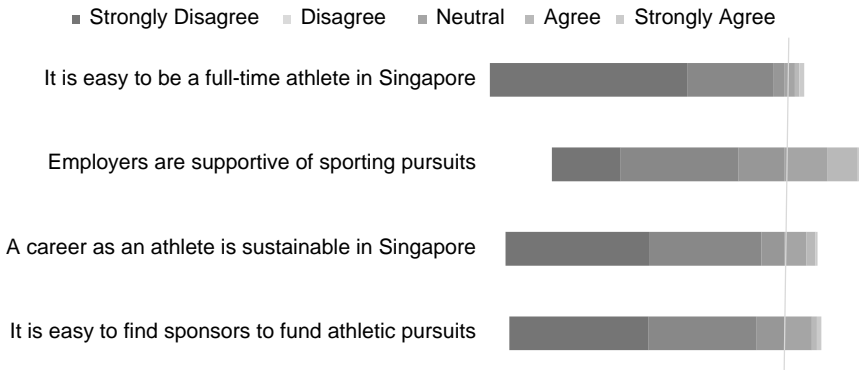 Strongly Disagree Disagree Neutral Agree Strongly Agree
It is easy to be a full-time athlete in Singapore
Employers are supportive of sporting pursuits
A career as an athlete is sustainable in Singapore
It is easy to find sponsors to fund athletic pursuits